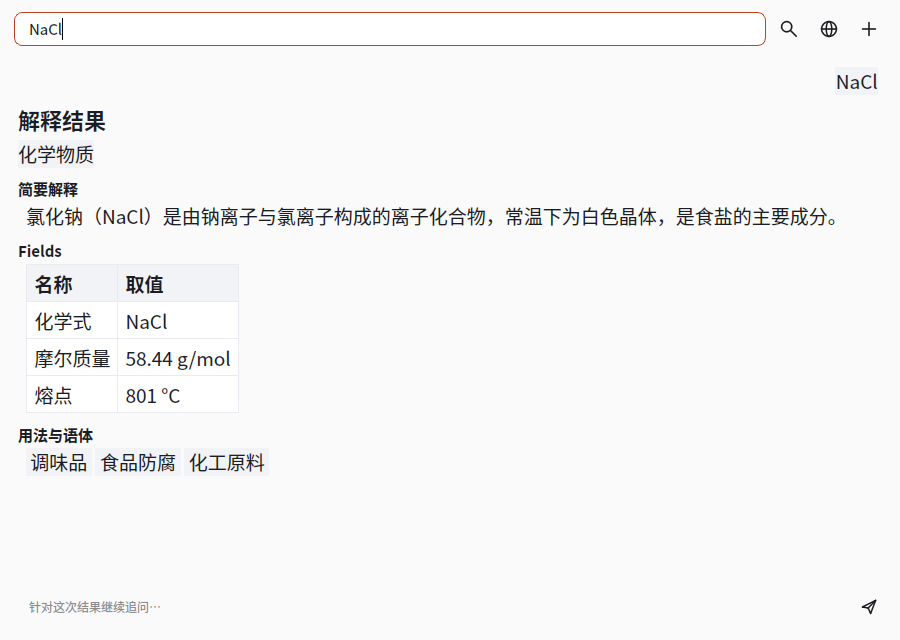 NaCl
NaCl
解释结果
化学物质
简要解释
氯化钠（NaCl）是由钠离子与氯离子构成的离子化合物，常温下为白色晶体，是食盐的主要成分。
Fields
名称 取值
化学式 NaCl
摩尔质量 58.44 g/mol
熔点 801 °C
用法与语体
调味品 食品防腐 化工原料
针对这次结果继续追问…